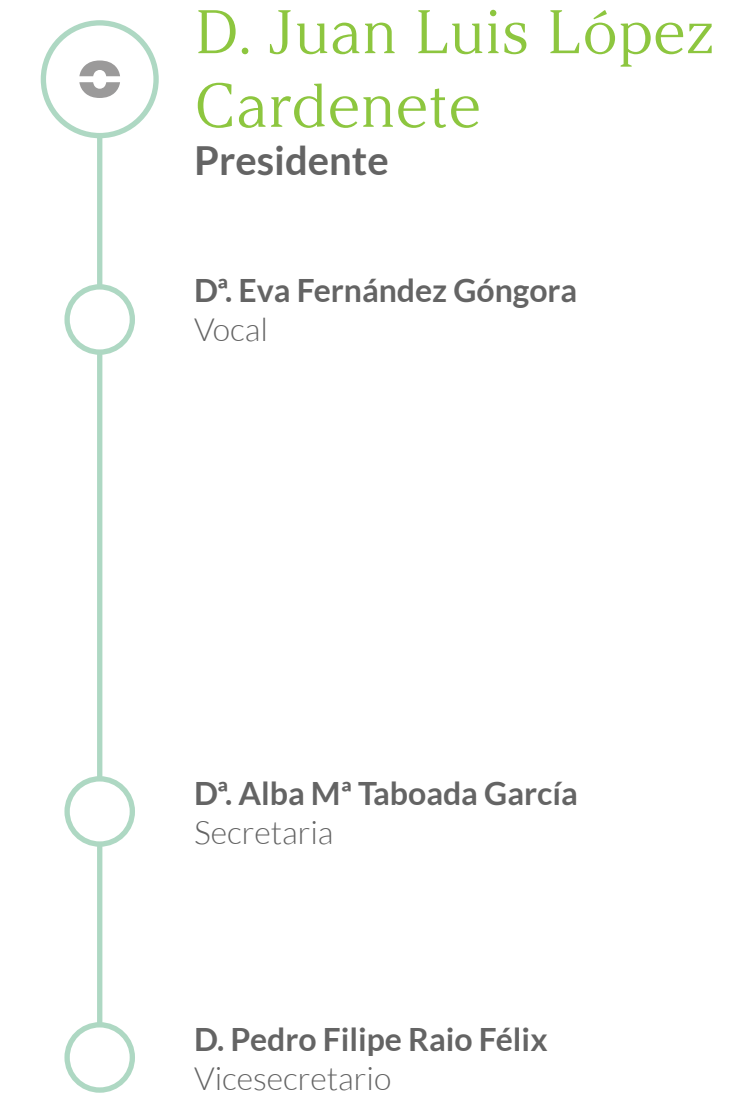 D. Juan Luis López
Cardenete
Presidente
Dª. Eva Fernández Góngora
Vocal
Dª. Alba Mª Taboada García
Secretaria
D. Pedro Filipe Raio Félix
Vicesecretario